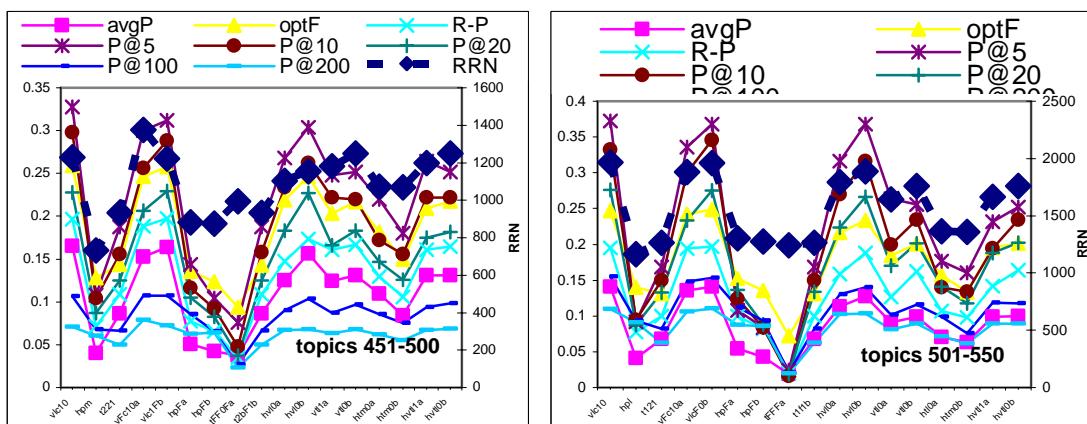 avgP optF R-P
P@5 P@10 P@20
P@100 P@200 RRN
0.35
0.3
0.25
0.2
0.15
0.1
0.05
0
1600
1400
1200
1000
800
600
400
200
0
RRN
topics 451-500
vlc10 hpm t221 vFc10a vlc1Fb hpFa hpFb tFF0Fa t2bF1b hvl0a hvl0b vtl1a vtl0b htm0a htm0b hvtl1a hvtl0b
avgP optF
R-P P@5
P@10 P@20
P@100 P@200
0.4
0.35
0.3
0.25
0.2
0.15
0.1
0.05
0
2500
2000
1500
1000
500
0
RRN
topics 501-550
vlc10 hpl t121 vFc10a vlcF0b hpFa hpFb tFFFa t1f1b hvl0a hvl0b vtl0a vtl0b htl0a htl0b hvtl1a hvtl0b